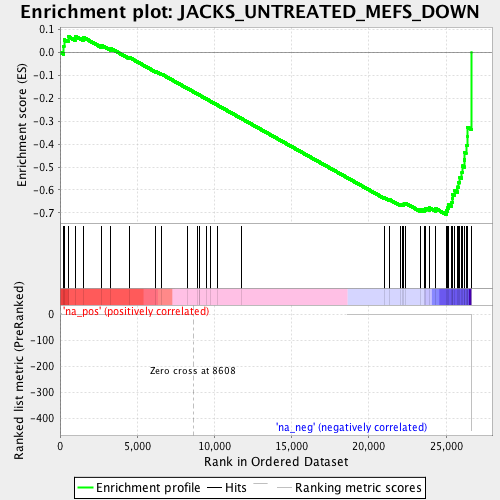 Enrichment plot: JACKS_UNTREATED_MEFS_DOWN
Enrichment score (ES)
0.1
0.0
-0.1
-0.2
-0.3
-0.4
-0.5
-0.6
-0.7
'na_pos' (positively correlated)
Ranked list metric (PreRanked)
0
-100
-200
-300
-400
Zero cross at 8608
'na_neg' (negatively correlated)
0
5,000
10,000
15,000
20,000
25,000
Rank in Ordered Dataset
Enrichment profile
Hits
Ranking metric scores